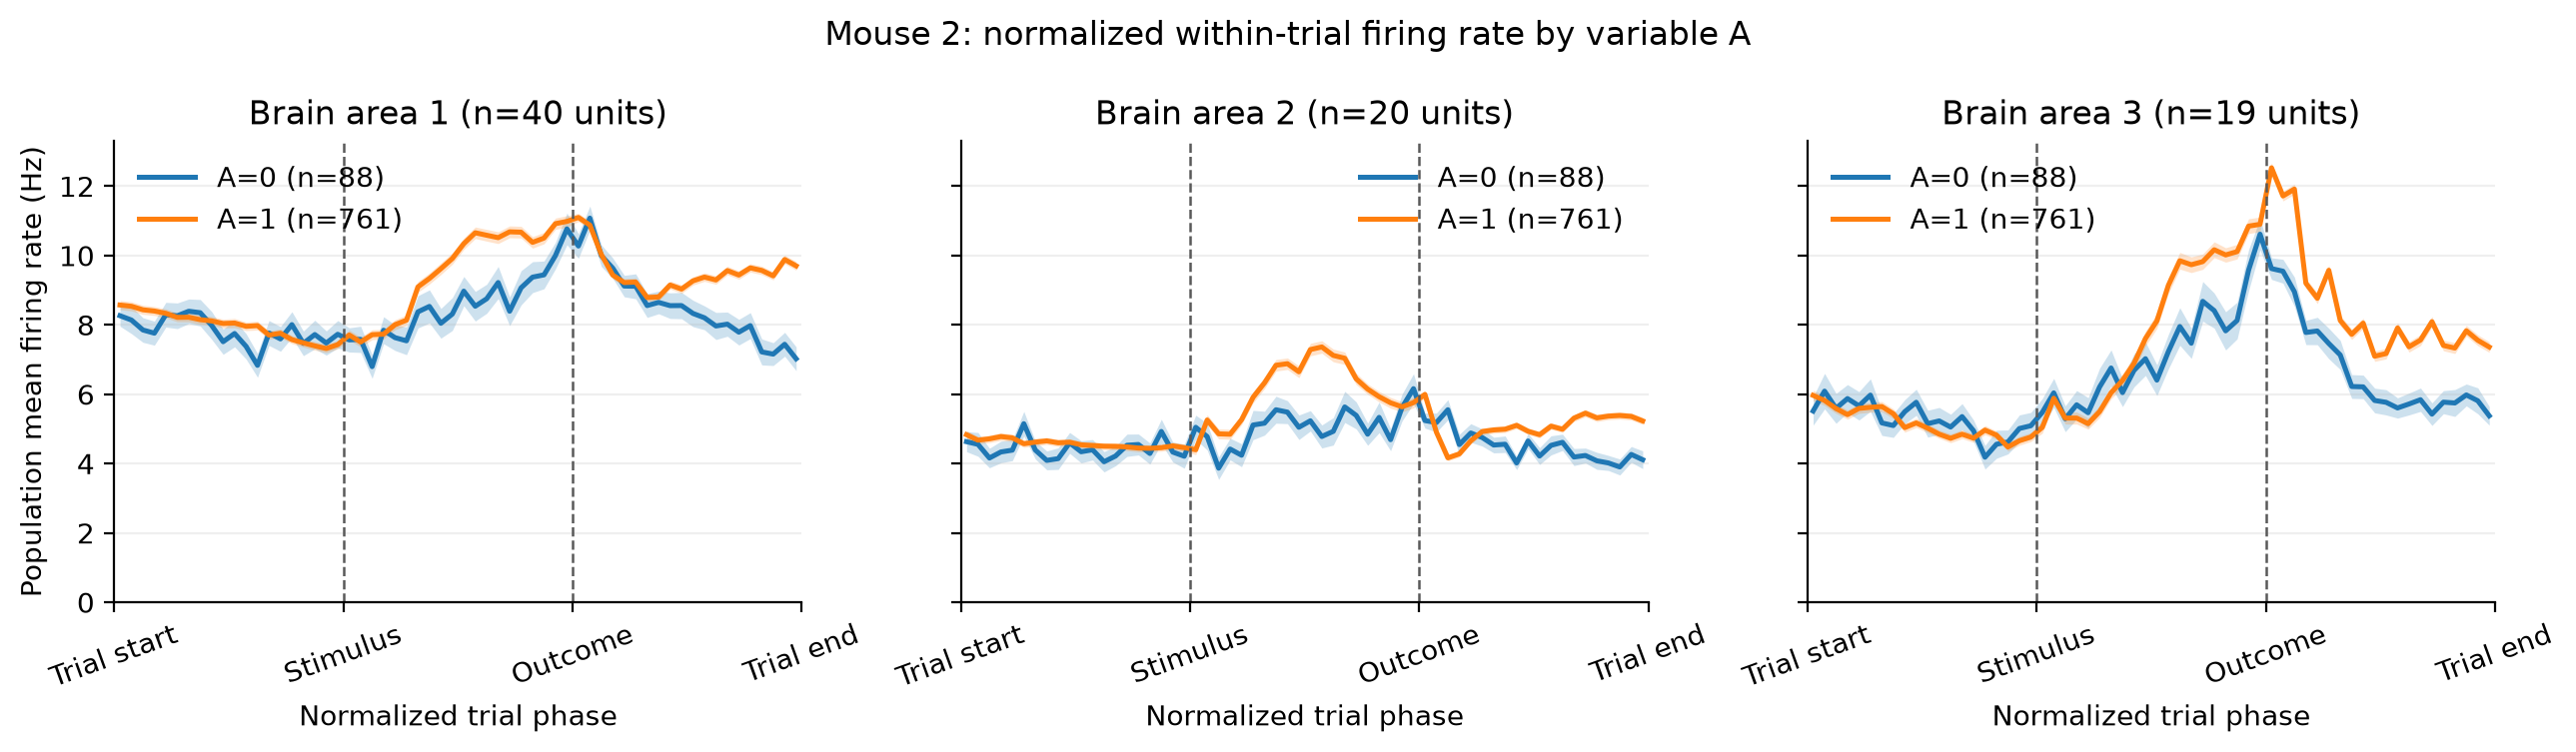 Mouse 2: normalized within-trial firing rate by variable A
Brain area 1 (n=40 units)
Population mean firing rate (Hz)
12
10
8
6
4
2
0
A=0 (n=88)
A=1 (n=761)
Trial start
Stimulus
Outcome
Trial end
Normalized trial phase
Brain area 2 (n=20 units)
A=0 (n=88)
A=1 (n=761)
Trial start
Stimulus
Outcome
Trial end
Normalized trial phase
Brain area 3 (n=19 units)
A=0 (n=88)
A=1 (n=761)
Trial start
Stimulus
Outcome
Trial end
Normalized trial phase